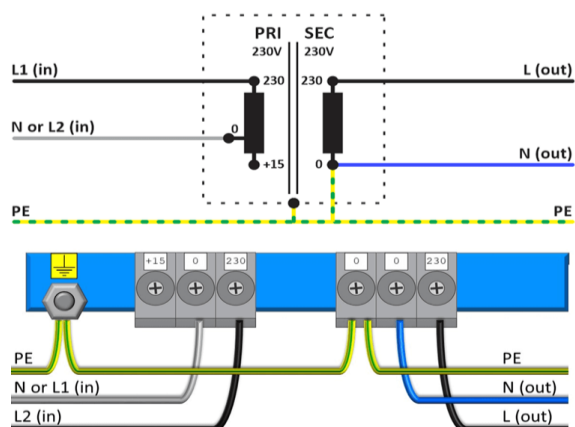 PRI SEC
230V 230V
L1 (in) 230 230 L (out)
N or L2 (in) 0
N (out)
+15 0
PE PE
+15 0 230 0 0 230
PE PE
N or L1 (in) N (out)
L2 (in) L (out)